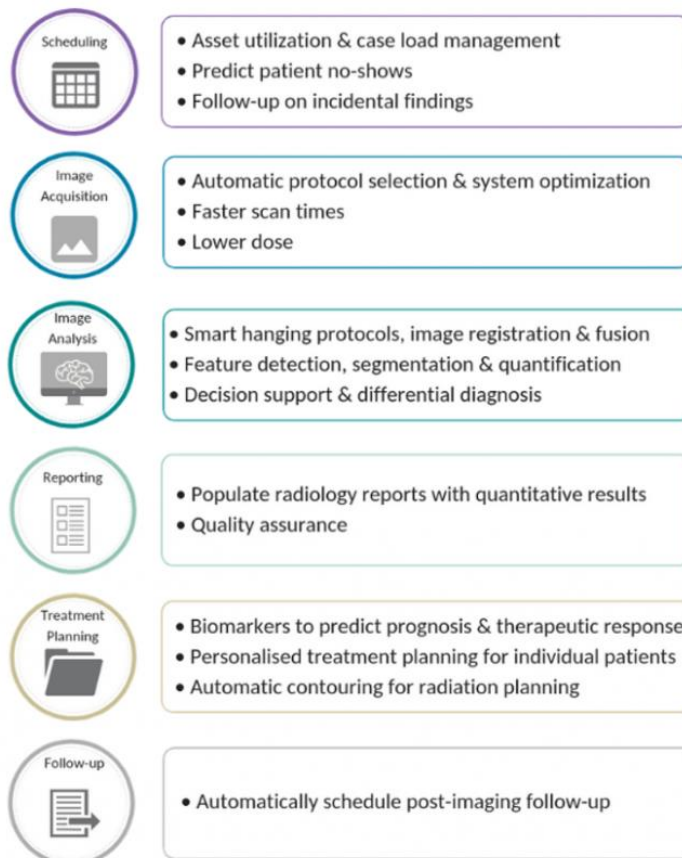 Scheduling
• Asset utilization & case load management
• Predict patient no-shows
• Follow-up on incidental findings
Image
Acquisition
• Automatic protocol selection & system optimization
• Faster scan times
• Lower dose
Image
Analysis
• Smart hanging protocols, image registration & fusion
• Feature detection, segmentation & quantification
• Decision support & differential diagnosis
Reporting
• Populate radiology reports with quantitative results
• Quality assurance
Treatment
Planning
• Biomarkers to predict prognosis & therapeutic response
• Personalised treatment planning for individual patients
• Automatic contouring for radiation planning
Follow-up
• Automatically schedule post-imaging follow-up